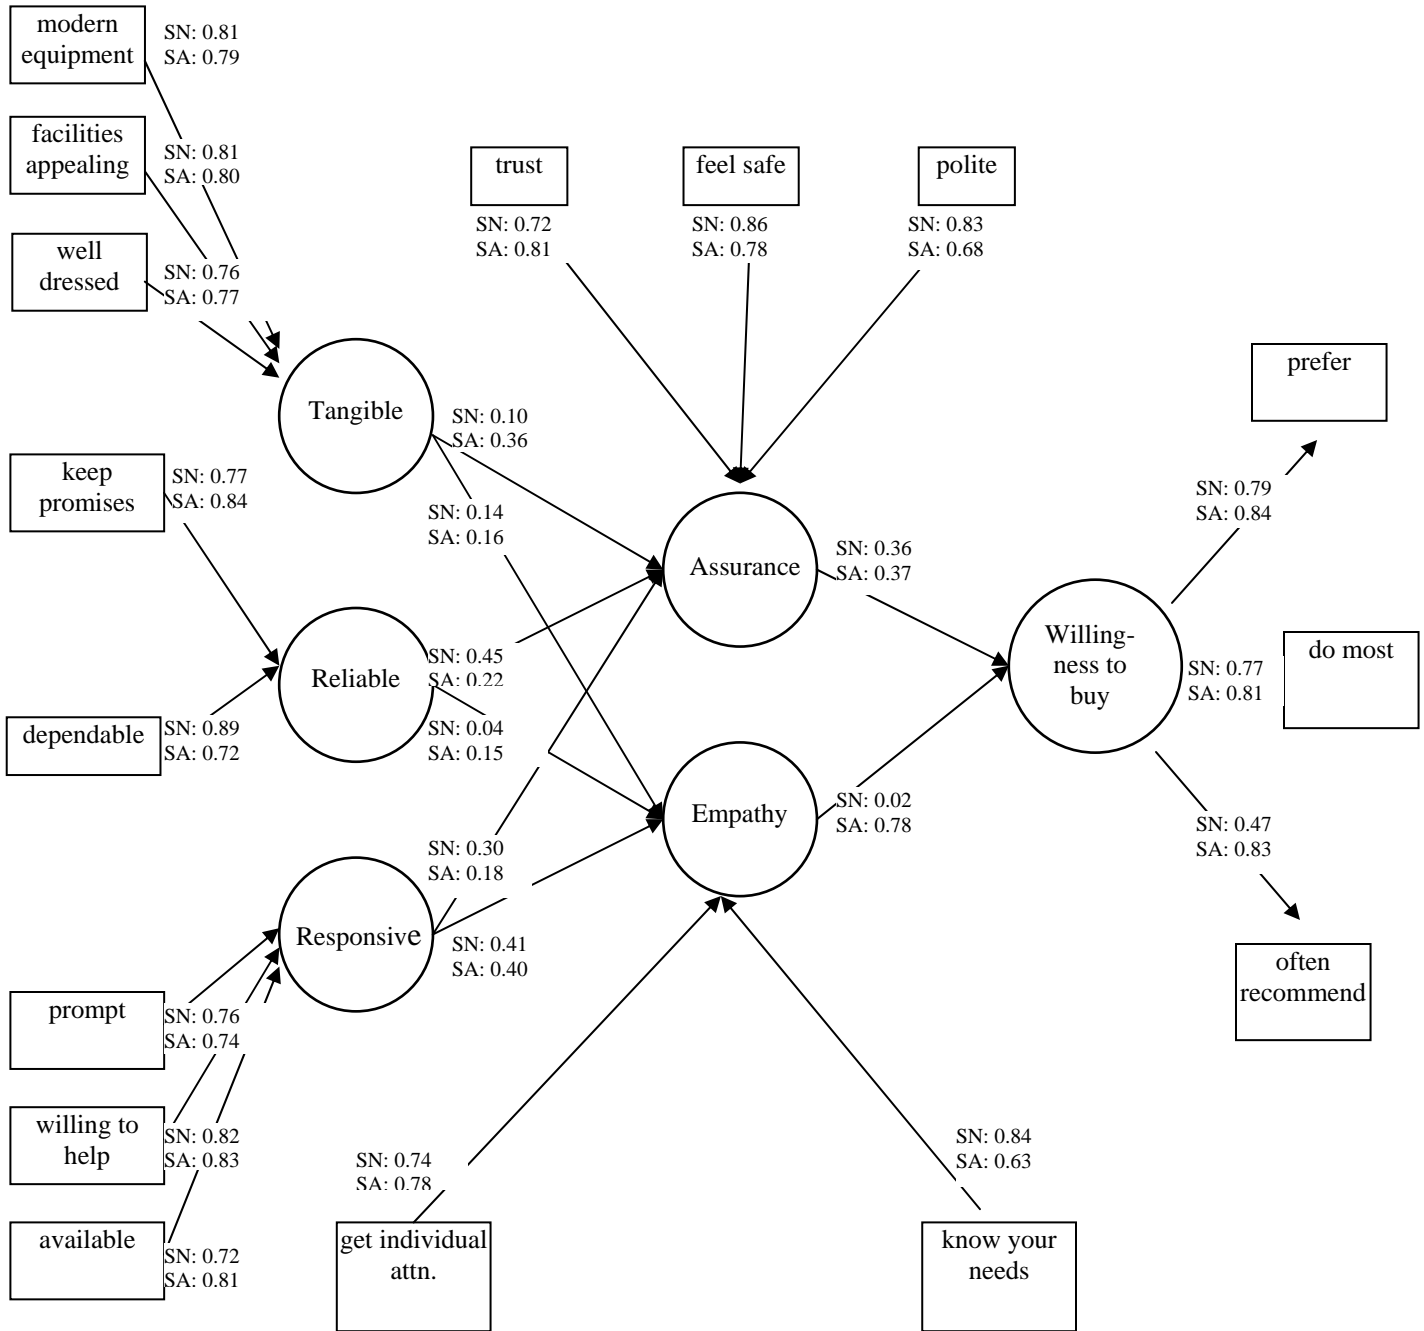 modern
equipment
SN: 0.81
SA: 0.79
facilities
appealing
SN: 0.81
SA: 0.80
well
dressed
SN: 0.76
SA: 0.77
trust
SN: 0.72
SA: 0.81
feel safe
SN: 0.86
SA: 0.78
polite
SN: 0.83
SA: 0.68
Tangible
SN: 0.10
SA: 0.36
SN: 0.14
SA: 0.16
keep
promises
SN: 0.77
SA: 0.84
Reliable
SN: 0.45
SA: 0.22
SN: 0.04
SA: 0.15
dependable
SN: 0.89
SA: 0.72
Assurance
SN: 0.36
SA: 0.37
Empathy
SN: 0.02
SA: 0.78
Willing-
ness to
buy
prefer
SN: 0.79
SA: 0.84
do most
SN: 0.77
SA: 0.81
SN: 0.47
SA: 0.83
often
recommend
Responsive
SN: 0.30
SA: 0.18
SN: 0.41
SA: 0.40
prompt
SN: 0.76
SA: 0.74
willing to
help
SN: 0.82
SA: 0.83
available
SN: 0.72
SA: 0.81
SN: 0.74
SA: 0.78
get individual
attn.
SN: 0.84
SA: 0.63
know your
needs